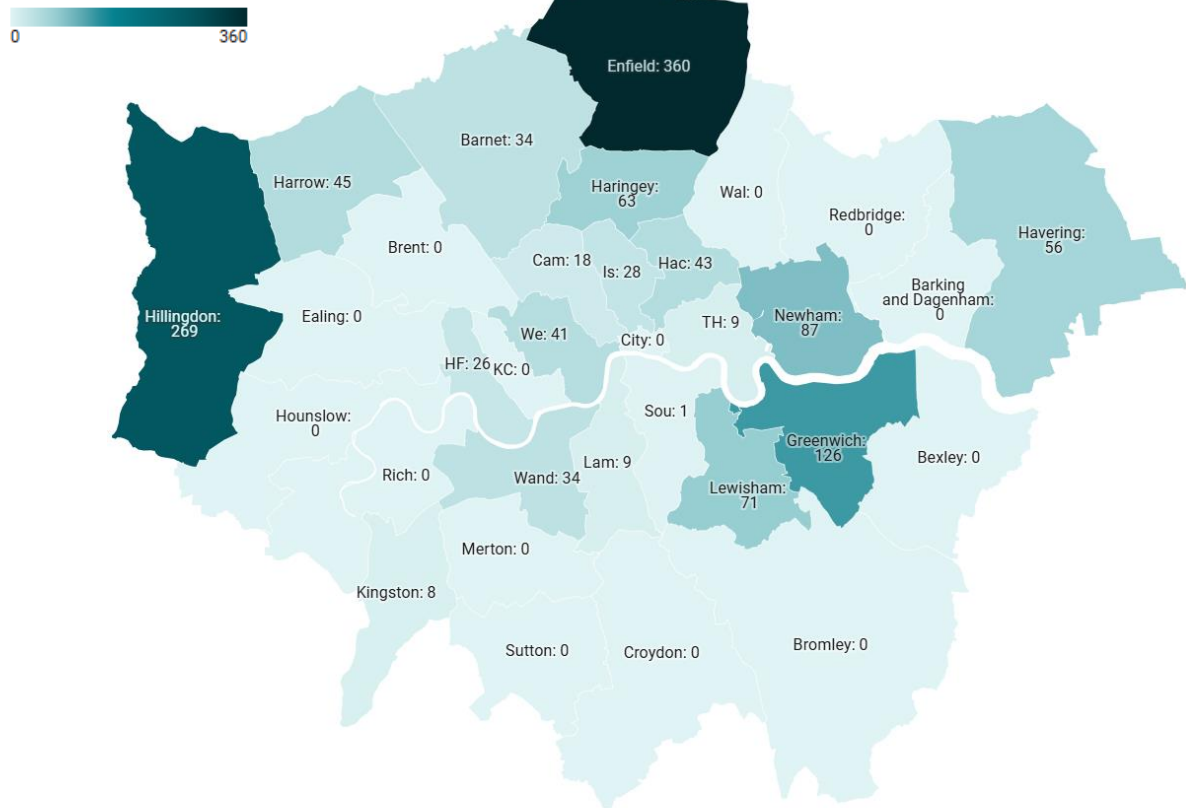 0 360
Enfield: 360
Barnet: 34
Harrow: 45
Haringey:
63
Wal: 0
Redbridge:
0
Havering:
56
Brent: 0
Cam: 18
Is: 28
Hac: 43
Barking
and Dagenham:
0
Hillingdon:
269
Ealing: 0
We: 41
City: 0
TH: 9
Newham:
87
HF: 26
KC: 0
Hounslow:
0
Sou: 1
Greenwich:
126
Bexley: 0
Rich: 0
Wand: 34
Lam: 9
Lewisham:
71
Merton: 0
Kingston: 8
Sutton: 0
Croydon: 0
Bromley: 0